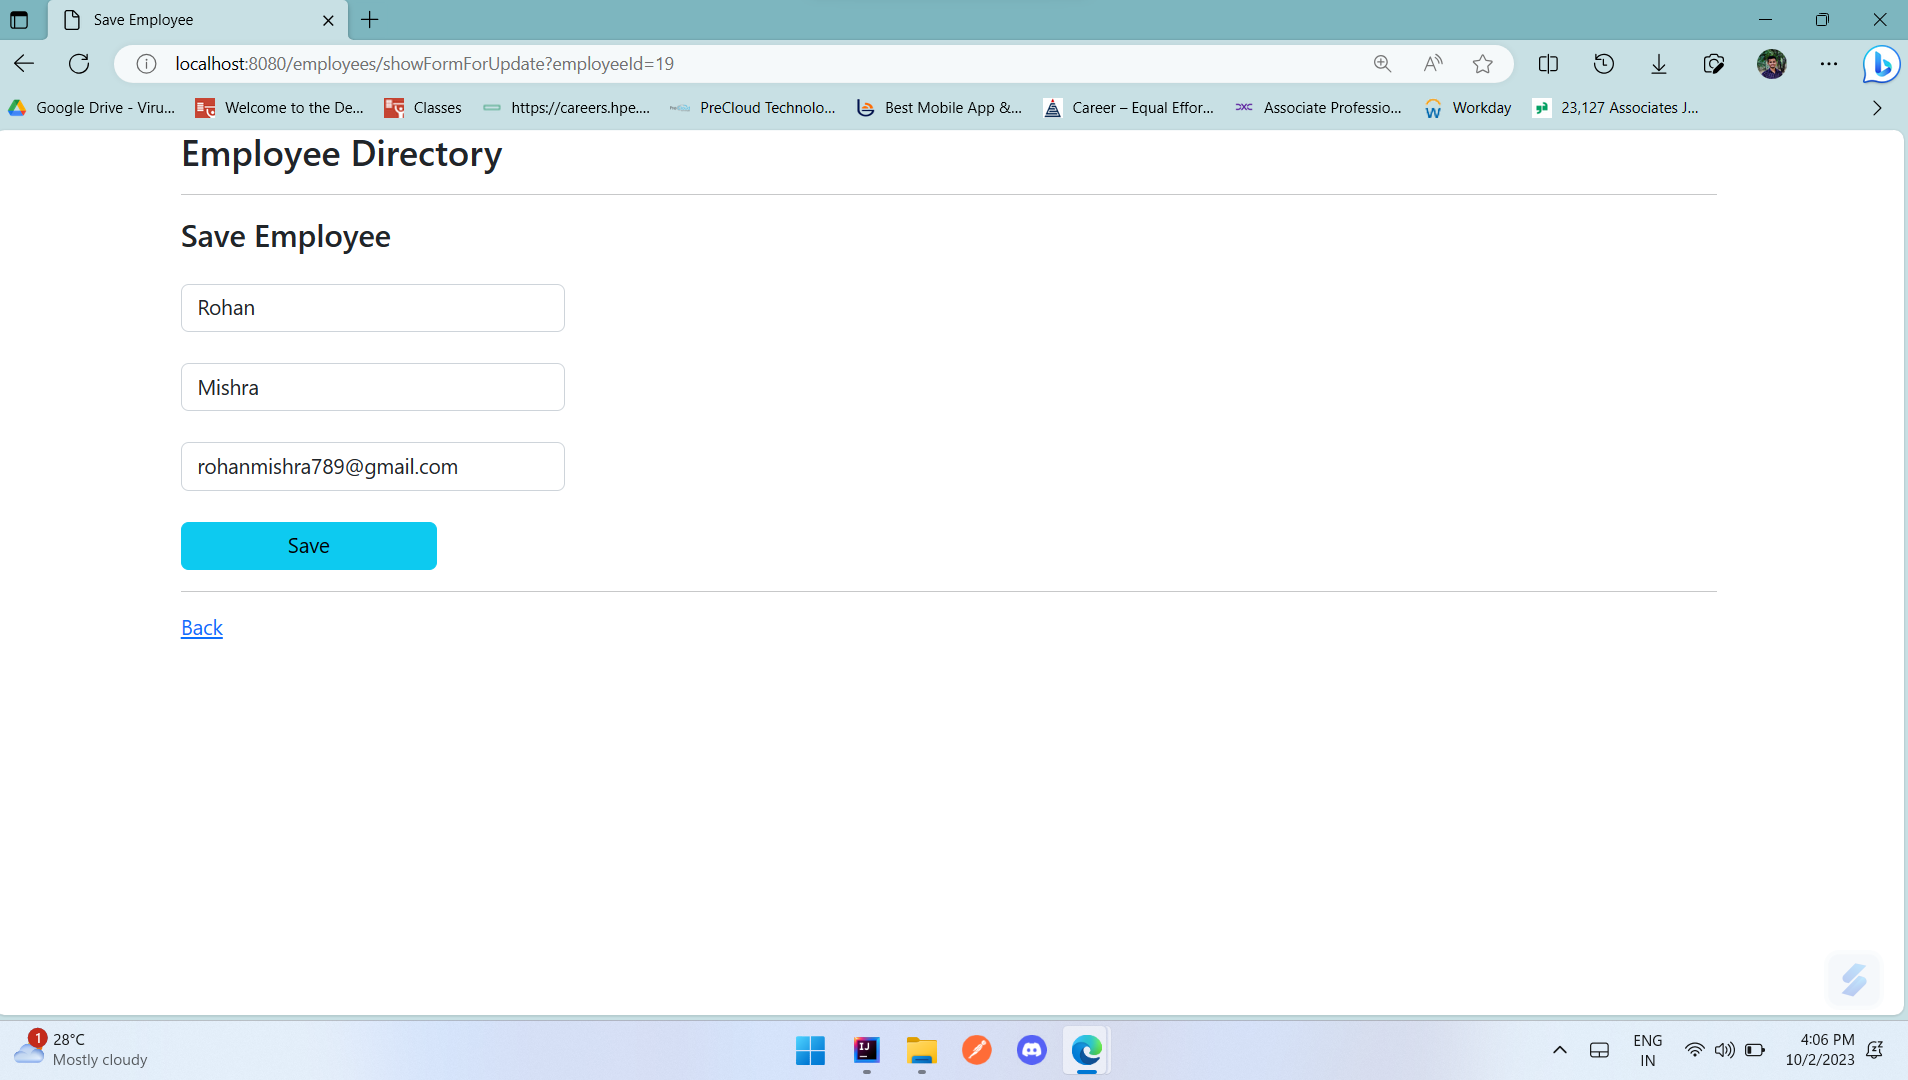 Save Employee
localhost:8080/employees/showFormForUpdate?employeeId=19
Google Drive - Viru...
Welcome to the De...
Classes
https://careers.hpe....
PreCloud Technolo...
Best Mobile App &...
Career – Equal Effor...
Associate Professio...
Workday
23,127 Associates J...
Employee Directory
Save Employee
Rohan
Mishra
rohanmishra789@gmail.com
Save
Back
1
28°C
Mostly cloudy
ENG
IN
4:06 PM
10/2/2023